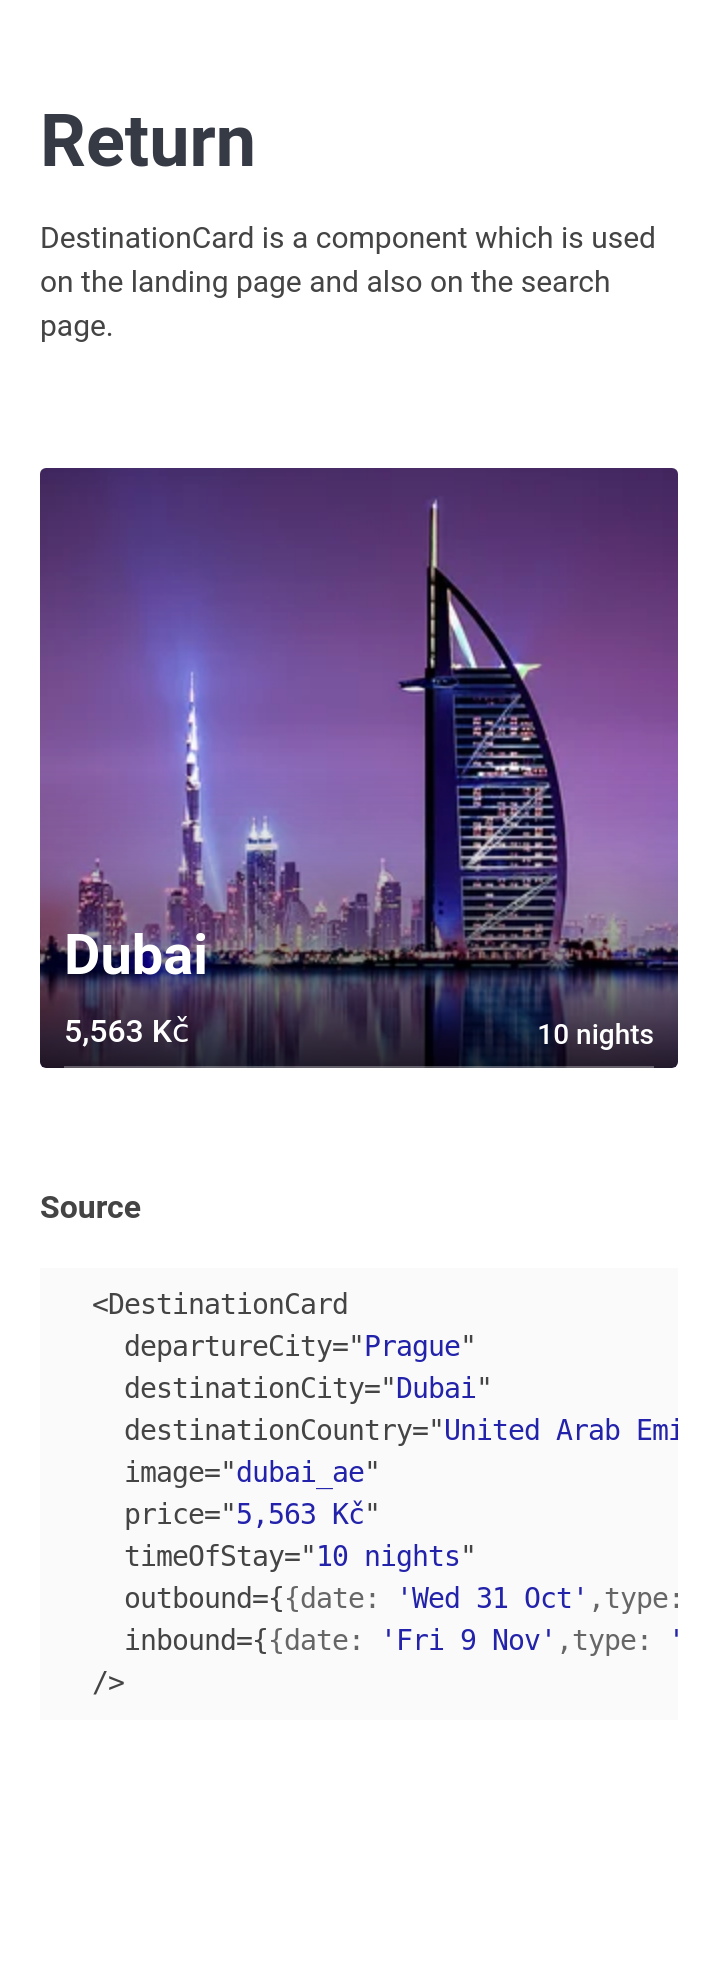 Return
DestinationCard is a component which is used
on the landing page and also on the search
page.
Dubai
5,563 Kč
10 nights
Source
<DestinationCard
  departureCity="Prague"
  destinationCity="Dubai"
  destinationCountry="United Arab Emi
  image="dubai_ae"
  price="5,563 Kč"
  timeOfStay="10 nights"
  outbound={{date: 'Wed 31 Oct',type:
  inbound={{date: 'Fri 9 Nov',type: '
/>